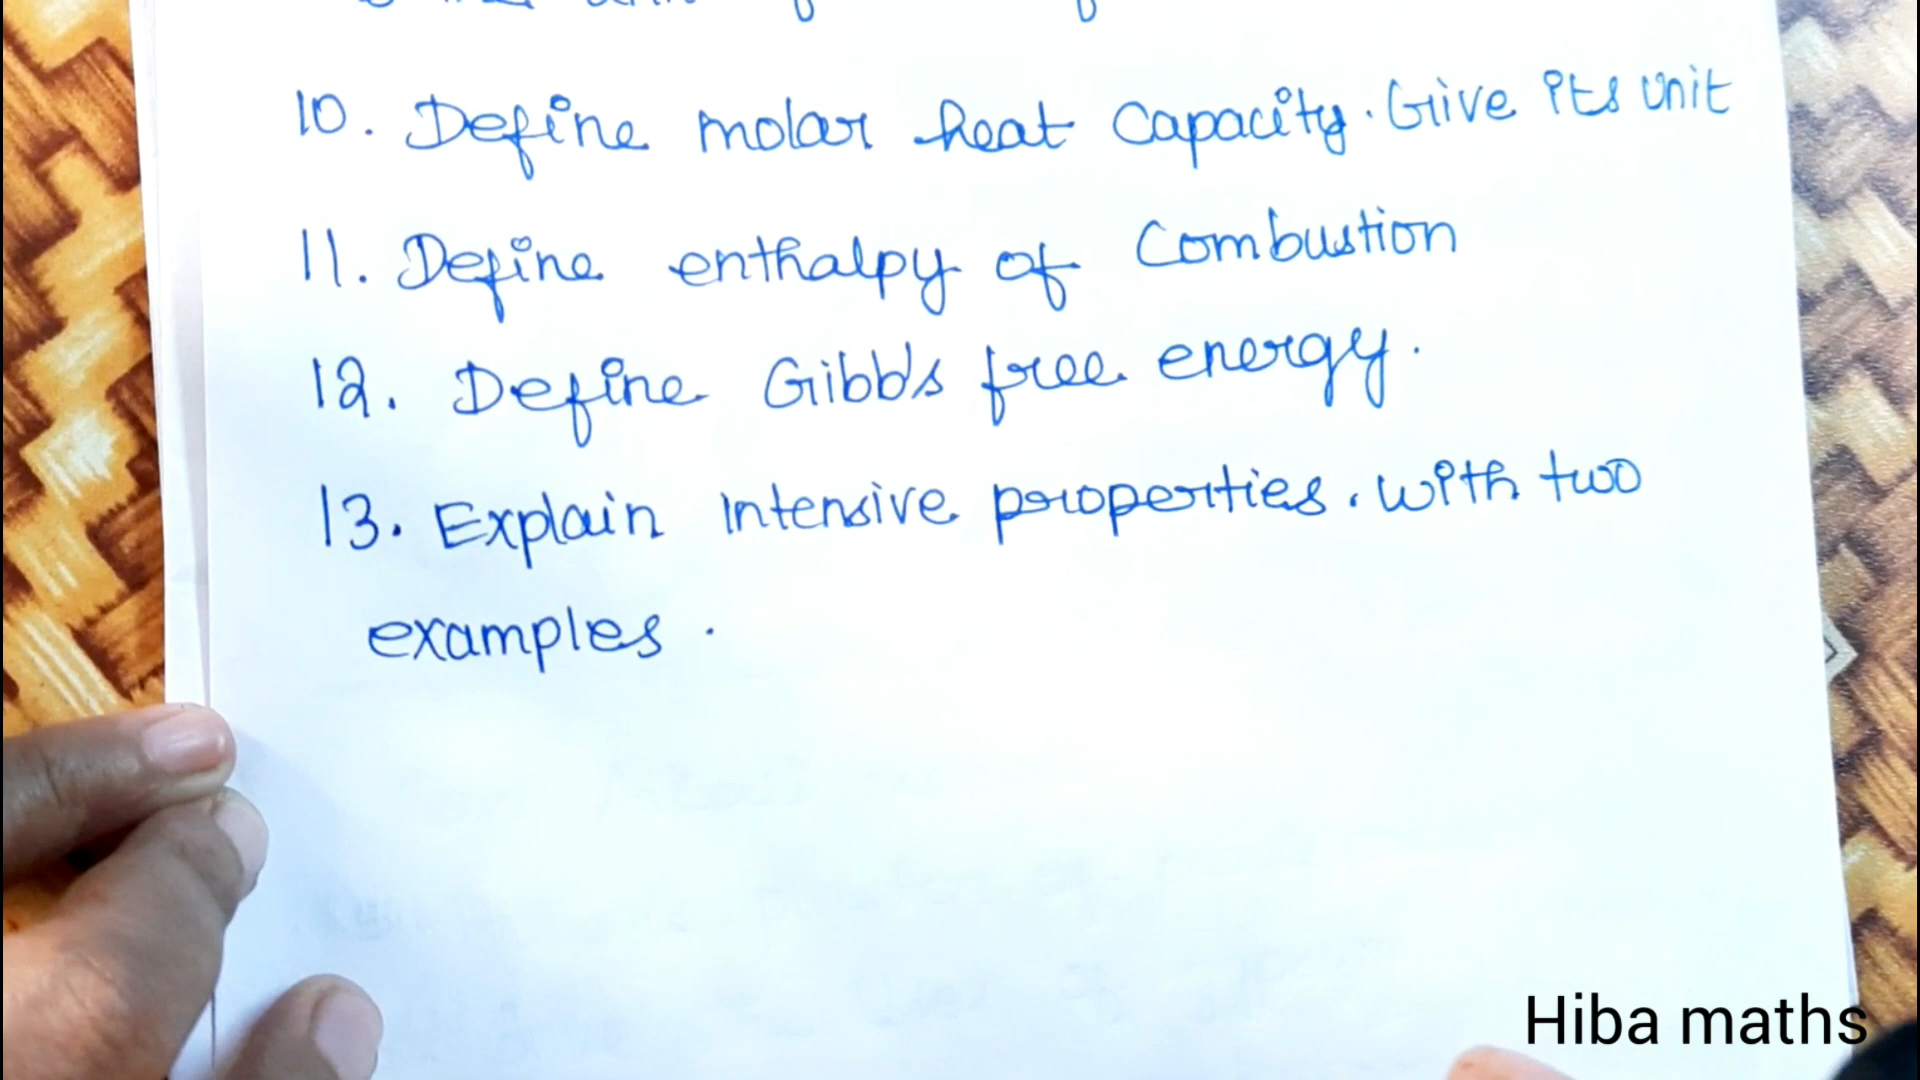 10. Define molar heat capacity. Give its unit
11. Define enthalpy of combustion
12. Define Gibb's free energy.
13. Explain intensive properties. with two
examples.
Hiba maths